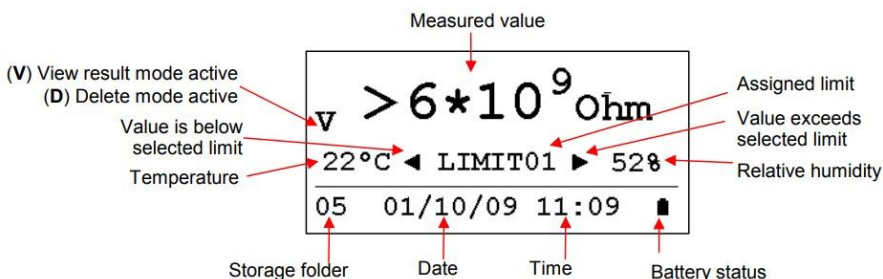 Measured value
(V) View result mode active
(D) Delete mode active
Value is below
selected limit
Temperature
V >6*10⁹Ohm
22°C ◄ LIMIT01 ► 52%
05 01/10/09 11:09
Assigned limit
Value exceeds
selected limit
Relative humidity
Storage folder Date Time Battery status